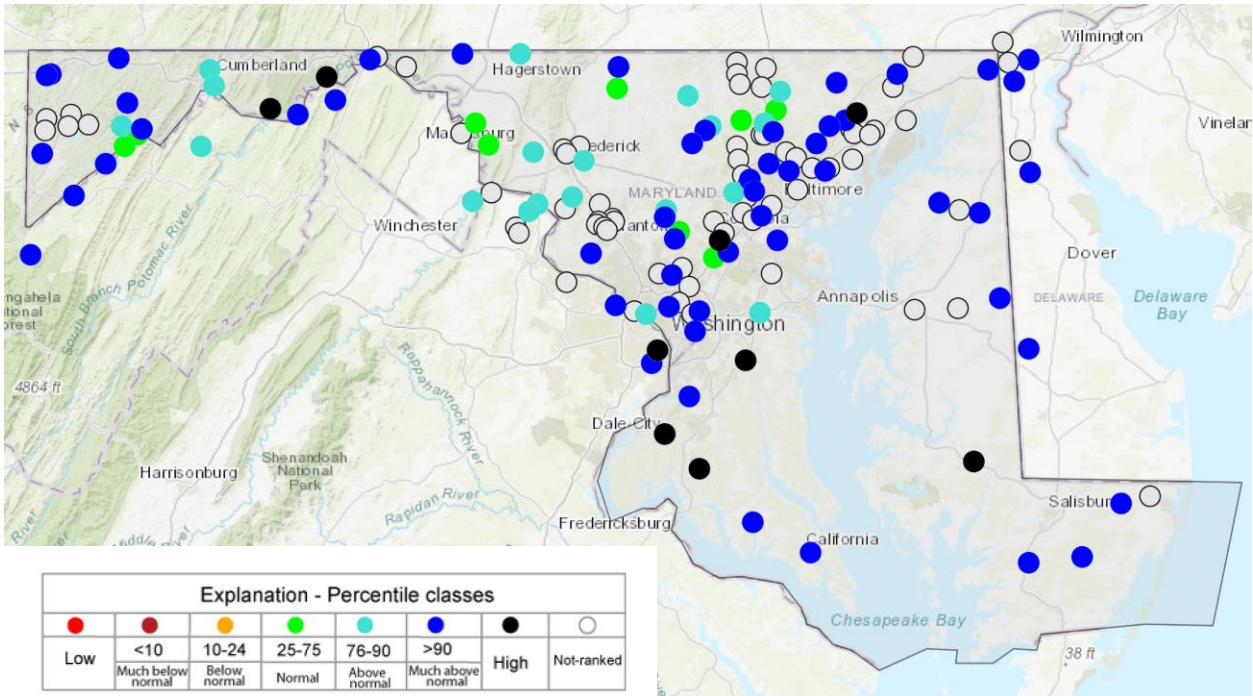 Wilmington
Cumberland
Hagerstown
Vinelan
Baltimore
MARYLAND
Winchester
South Branch Potomac River
Dover
Annapolis
DELAWARE
Delaware
Bay
Washington
Rappahannock River
4864 ft
Dale City
Harrisonburg
Shenandoah
National
Park
Rapidan River
Fredericksburg
Salisbur
California
Chesapeake Bay
38 ft
Explanation - Percentile classes
Low
<10
10-24
25-75
76-90
>90
High
Not-ranked
Much below
normal
Below
normal
Normal
Above
normal
Much above
normal